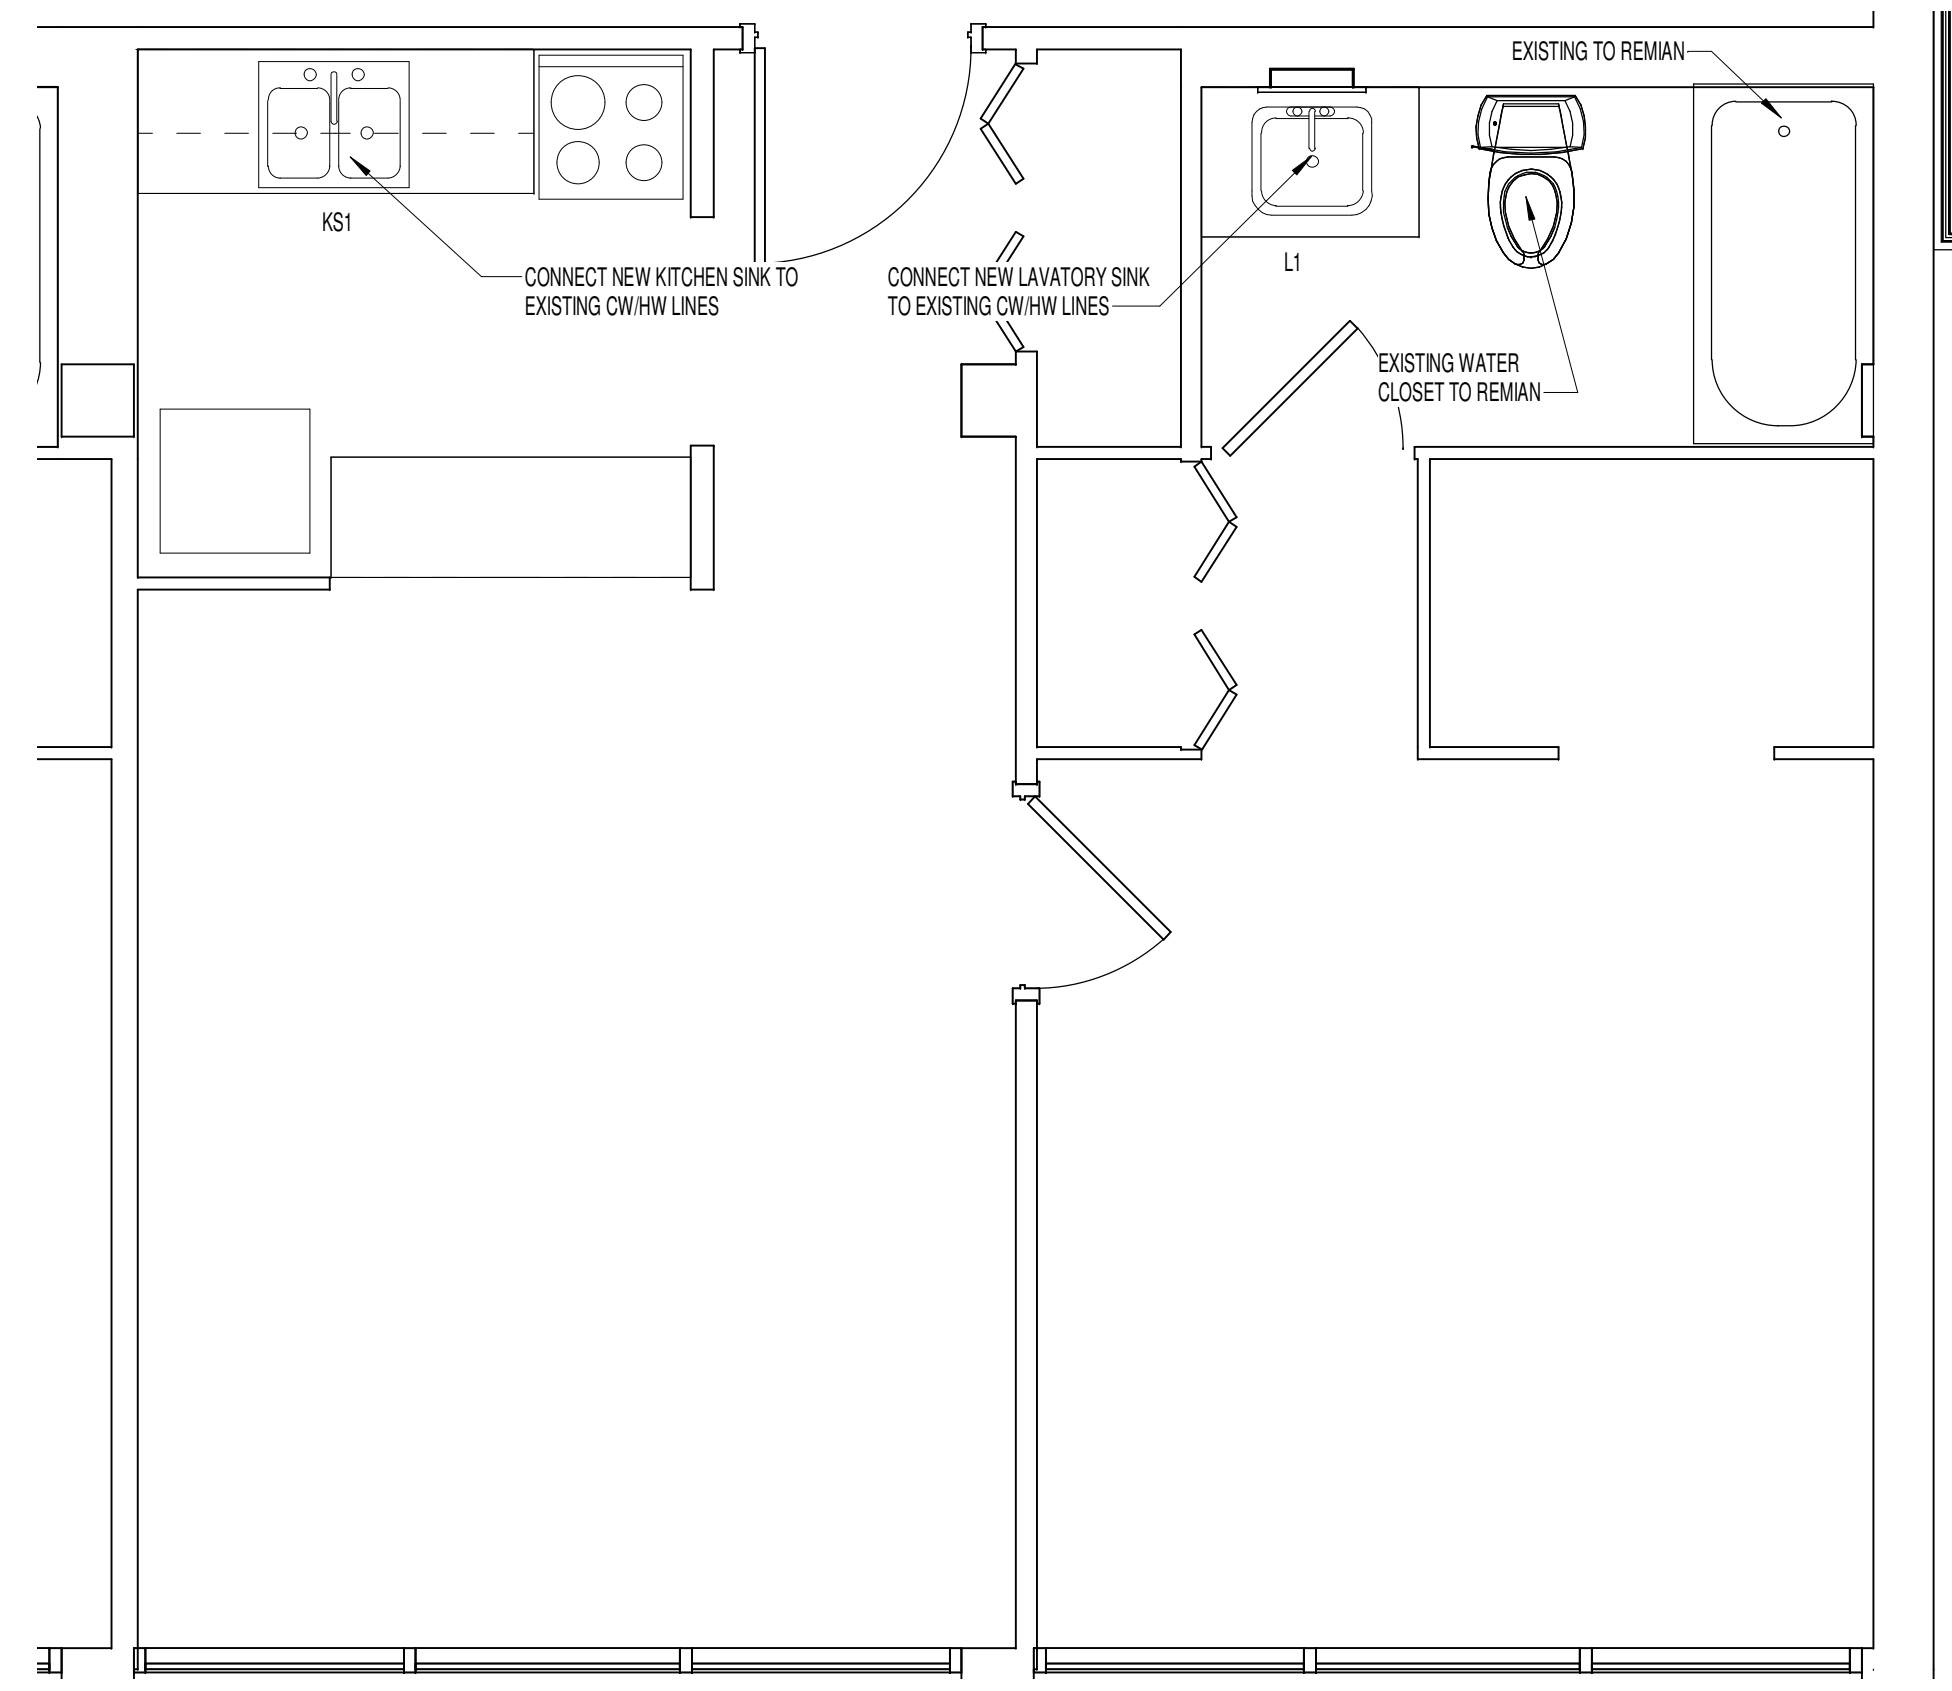 EXISTING TO REMIAN
KS1
L1
CONNECT NEW KITCHEN SINK TO
EXISTING CW/HW LINES
CONNECT NEW LAVATORY SINK
TO EXISTING CW/HW LINES
EXISTING WATER
CLOSET TO REMIAN